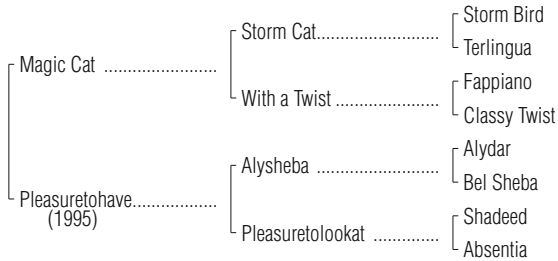 Storm Bird
Storm Cat....................
Terlingua
Magic Cat .......................
Fappiano
With a Twist .................
Classy Twist
Alydar
Alysheba ....................
Bel Sheba
Pleasuretohave.................
(1995)
Shadeed
Pleasuretolookat .............
Absentia